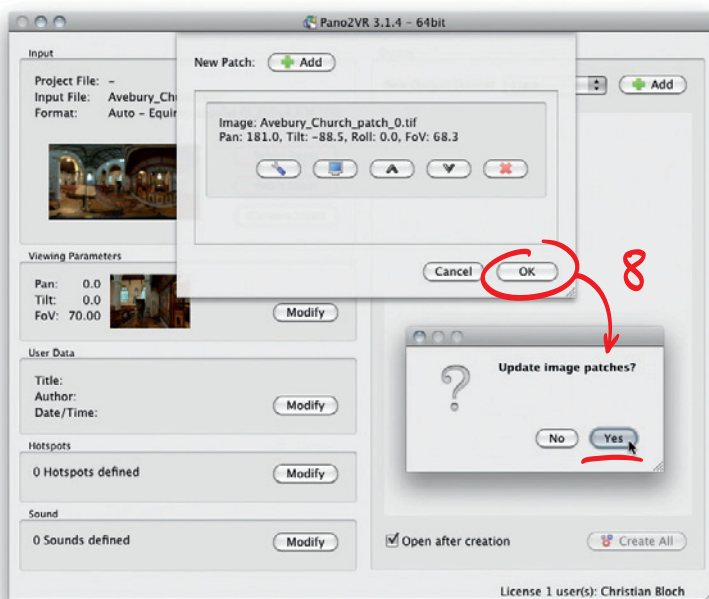 Pano2VR 3.1.4 – 64bit
Input
Project File: –
Input File: Avebury_Ch
Format: Auto – Equi
New Patch: Add
Image: Avebury_Church_patch_0.tif
Pan: 181.0, Tilt: -88.5, Roll: 0.0, FoV: 68.3
Cancel OK
Add
8
Viewing Parameters
Pan: 0.0
Tilt: 0.0
FoV: 70.00
Modify
User Data
Title:
Author:
Date/Time:
Modify
Hotspots
0 Hotspots defined
Modify
Sound
0 Sounds defined
Modify
Update image patches?
No Yes
Open after creation
Create All
License 1 user(s): Christian Bloch